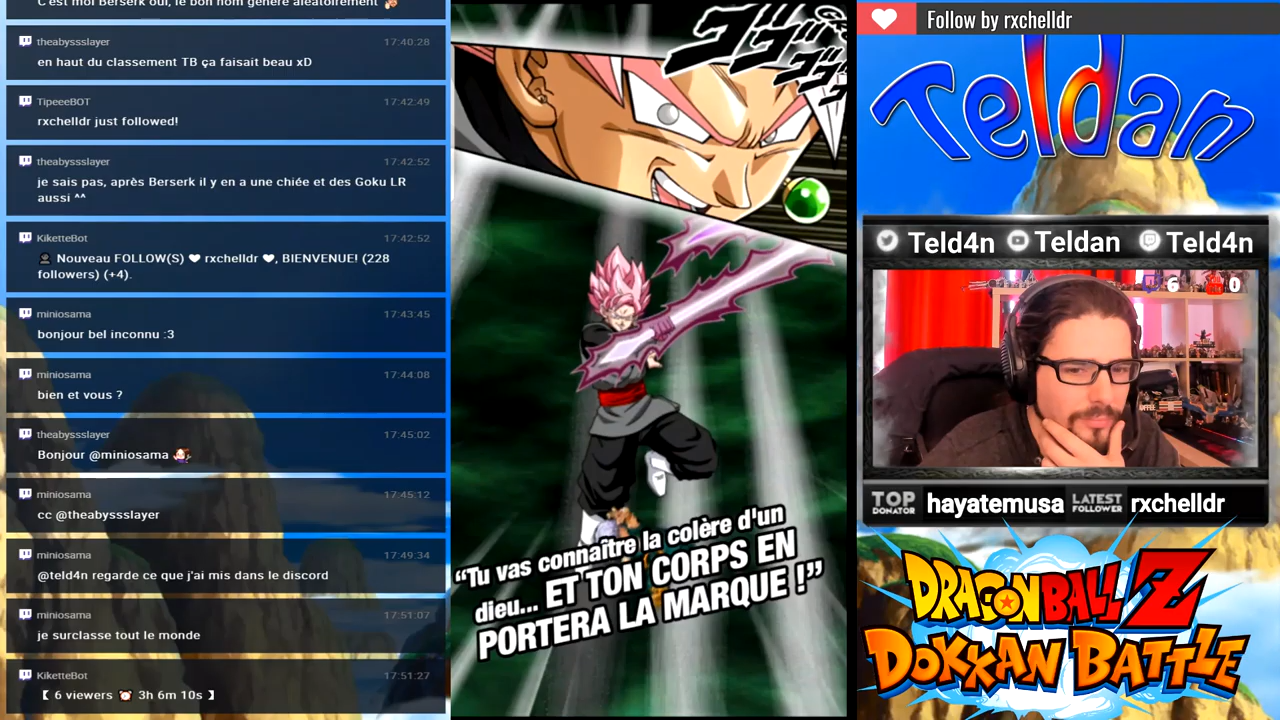 C'est moi Berserk oui, le bon nom généré aléatoirement
theabyssslayer 17:40:28
en haut du classement TB ça faisait beau xD
TipeeeBOT 17:42:49
rxchelldr just followed!
theabyssslayer 17:42:52
je sais pas, après Berserk il y en a une chiée et des Goku LR
aussi ^^
KiketteBot 17:42:52
Nouveau FOLLOW(S) ❤ rxchelldr ❤, BIENVENUE! (228
followers) (+4).
miniosama 17:43:45
bonjour bel inconnu :3
miniosama 17:44:08
bien et vous ?
theabyssslayer 17:45:02
Bonjour @miniosama
miniosama 17:45:12
cc @theabyssslayer
miniosama 17:49:34
@teld4n regarde ce que j'ai mis dans le discord
miniosama 17:51:07
je surclasse tout le monde
KiketteBot 17:51:27
【 6 viewers ⏰ 3h 6m 10s 】
ゴゴゴゴ
“Tu vas connaître la colère d'un
dieu... ET TON CORPS EN
PORTERA LA MARQUE !”
Follow by rxchelldr
Teldan
Teld4n Teldan Teld4n
6 0
TOP DONATOR hayatemusa LATEST FOLLOWER rxchelldr
DRAGON BALL Z
DOKKAN BATTLE